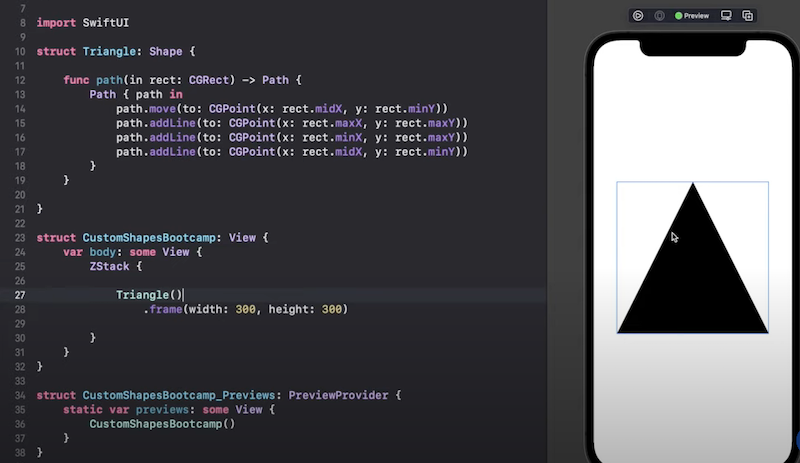 7
8 import SwiftUI
9
10 struct Triangle: Shape {
11
12 func path(in rect: CGRect) -> Path {
13 Path { path in
14 path.move(to: CGPoint(x: rect.midX, y: rect.minY))
15 path.addLine(to: CGPoint(x: rect.maxX, y: rect.maxY))
16 path.addLine(to: CGPoint(x: rect.minX, y: rect.maxY))
17 path.addLine(to: CGPoint(x: rect.midX, y: rect.minY))
18 }
19 }
20
21 }
22
23 struct CustomShapesBootcamp: View {
24 var body: some View {
25 ZStack {
26
27 Triangle()
28 .frame(width: 300, height: 300)
29
30 }
31 }
32 }
33
34 struct CustomShapesBootcamp_Previews: PreviewProvider {
35 static var previews: some View {
36 CustomShapesBootcamp()
37 }
38 }
Preview